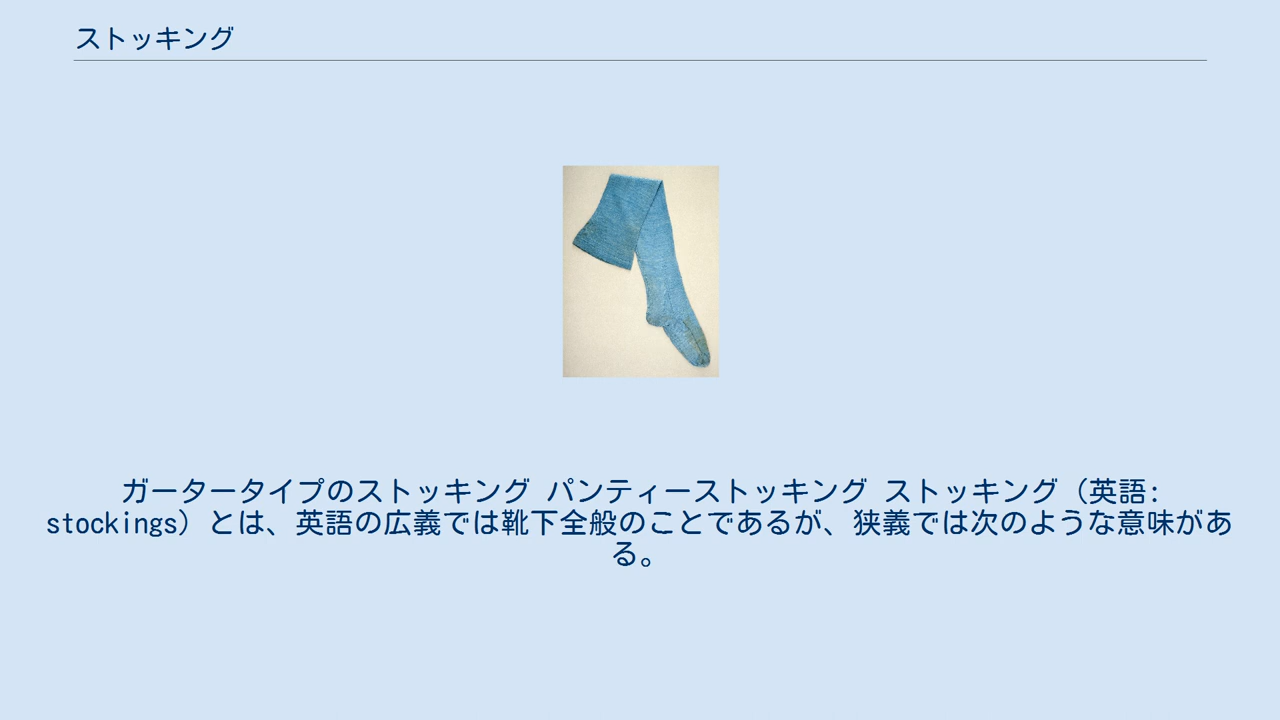 ストッキング
ガータータイプのストッキング パンティーストッキング ストッキング（英語:
stockings）とは、英語の広義では靴下全般のことであるが、狭義では次のような意味があ
る。